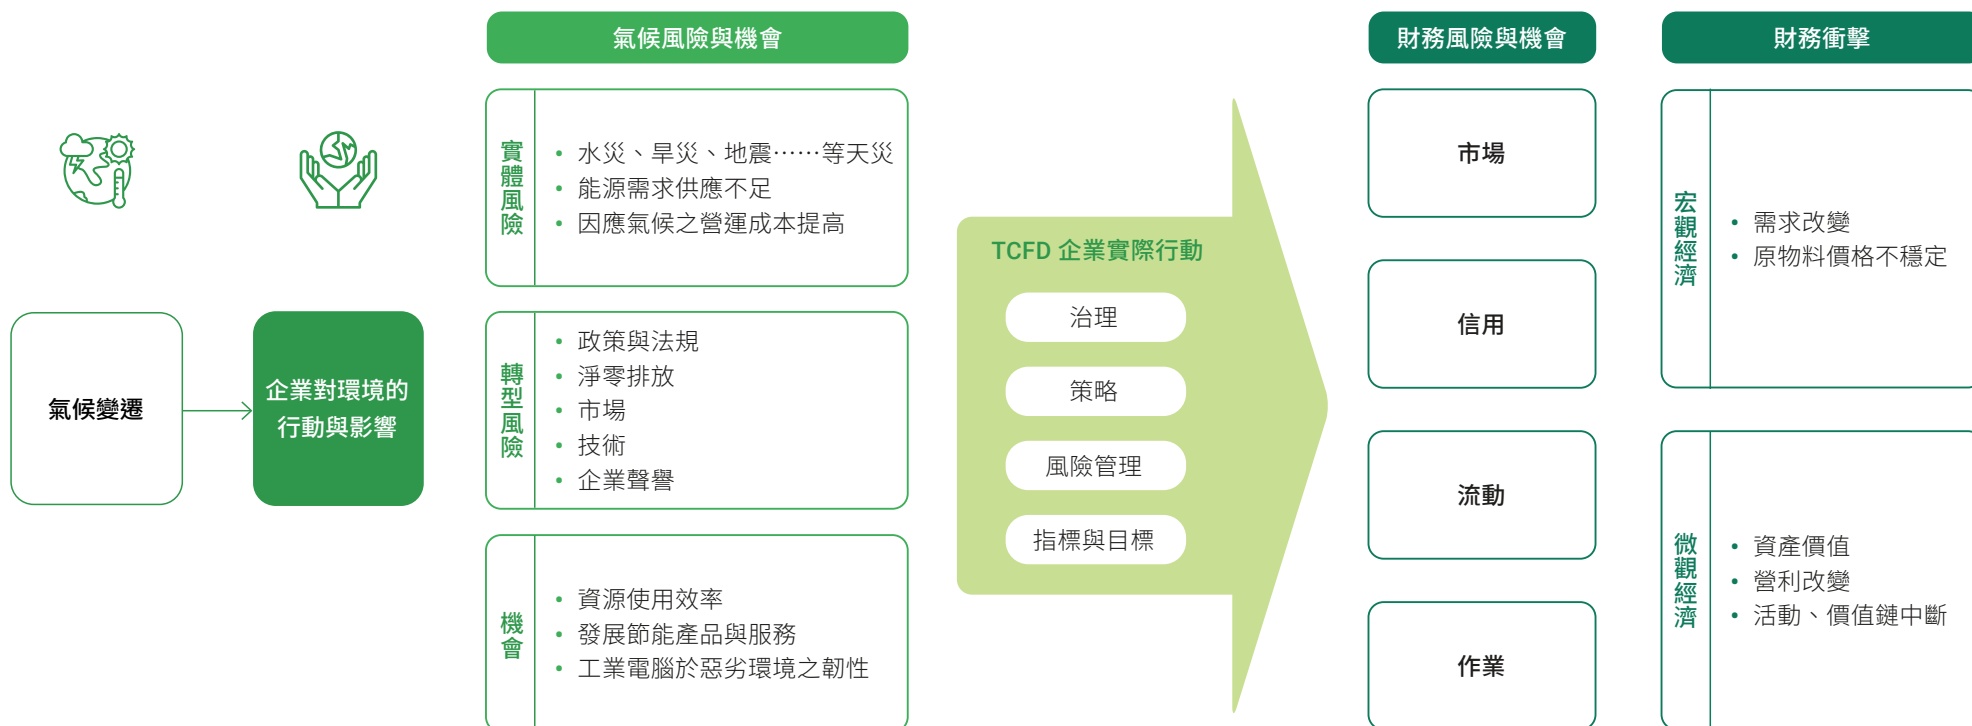 氣候變遷
企業對環境的
行動與影響
氣候風險與機會
實體風險
• 水災、旱災、地震⋯⋯等天災
• 能源需求供應不足
• 因應氣候之營運成本提高
轉型風險
• 政策與法規
• 淨零排放
• 市場
• 技術
• 企業聲譽
機會
• 資源使用效率
• 發展節能產品與服務
• 工業電腦於惡劣環境之韌性
TCFD 企業實際行動
治理
策略
風險管理
指標與目標
財務風險與機會
市場
信用
流動
作業
財務衝擊
宏觀經濟
• 需求改變
• 原物料價格不穩定
微觀經濟
• 資產價值
• 營利改變
• 活動、價值鏈中斷